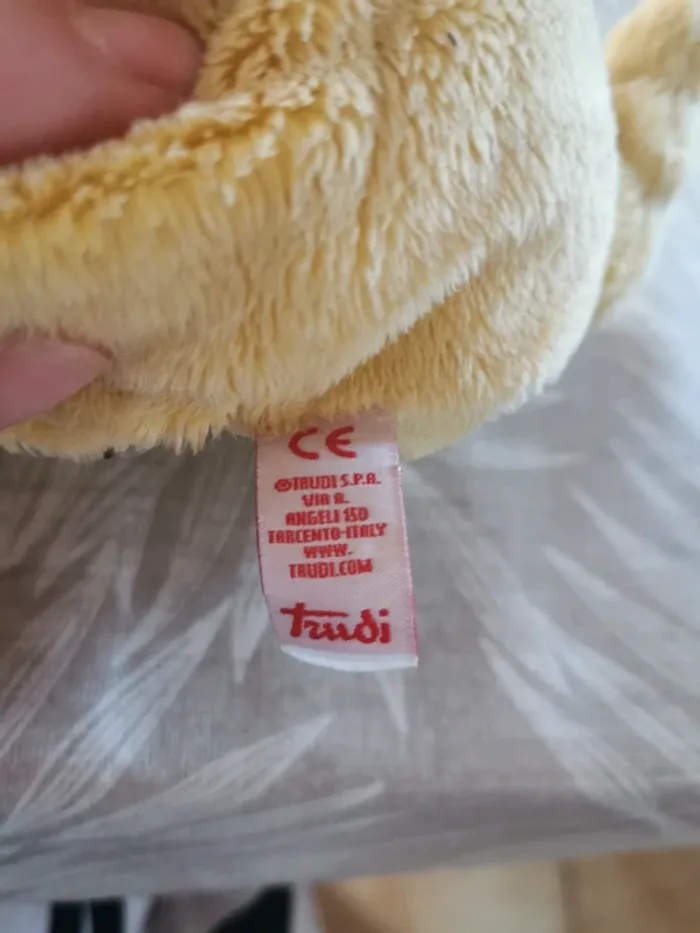 CE
©TRUDI S.P.A.
VIA A.
ANGELI 150
TARCENTO-ITALY
WWW.
TRUDI.COM
trudi